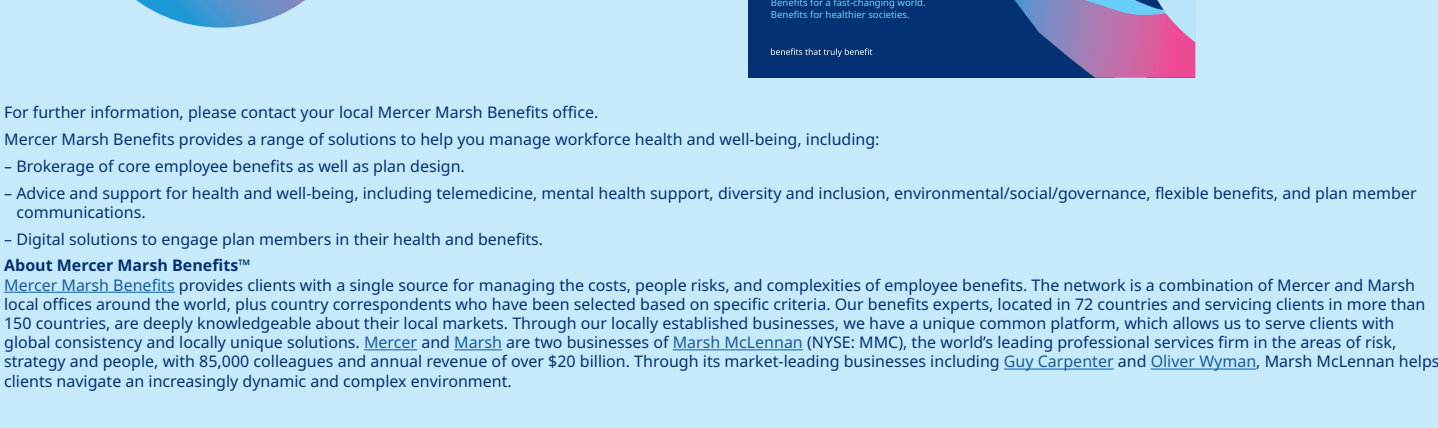 Benefits for a fast-changing world.
Benefits for healthier societies.
benefits that truly benefit
For further information, please contact your local Mercer Marsh Benefits office.
Mercer Marsh Benefits provides a range of solutions to help you manage workforce health and well-being, including:
– Brokerage of core employee benefits as well as plan design.
– Advice and support for health and well-being, including telemedicine, mental health support, diversity and inclusion, environmental/social/governance, flexible benefits, and plan member
communications.
– Digital solutions to engage plan members in their health and benefits.
About Mercer Marsh Benefits™
Mercer Marsh Benefits provides clients with a single source for managing the costs, people risks, and complexities of employee benefits. The network is a combination of Mercer and Marsh
local offices around the world, plus country correspondents who have been selected based on specific criteria. Our benefits experts, located in 72 countries and servicing clients in more than
150 countries, are deeply knowledgeable about their local markets. Through our locally established businesses, we have a unique common platform, which allows us to serve clients with
global consistency and locally unique solutions. Mercer and Marsh are two businesses of Marsh McLennan (NYSE: MMC), the world’s leading professional services firm in the areas of risk,
strategy and people, with 85,000 colleagues and annual revenue of over $20 billion. Through its market-leading businesses including Guy Carpenter and Oliver Wyman, Marsh McLennan helps
clients navigate an increasingly dynamic and complex environment.